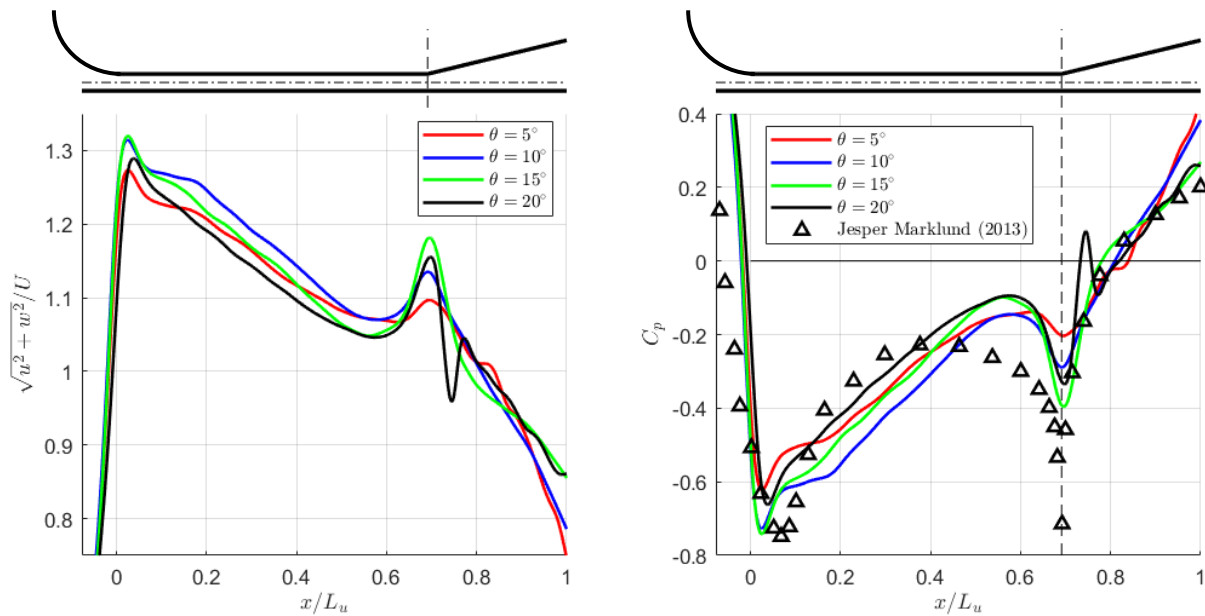 1.3
1.2
1.1
1
0.9
0.8
√u² + w²/U
0 0.2 0.4 0.6 0.8 1
x/L_u
θ = 5°
θ = 10°
θ = 15°
θ = 20°
0.4
0.2
0
-0.2
-0.4
-0.6
-0.8
C_p
0 0.2 0.4 0.6 0.8 1
x/L_u
θ = 5°
θ = 10°
θ = 15°
θ = 20°
Jesper Marklund (2013)